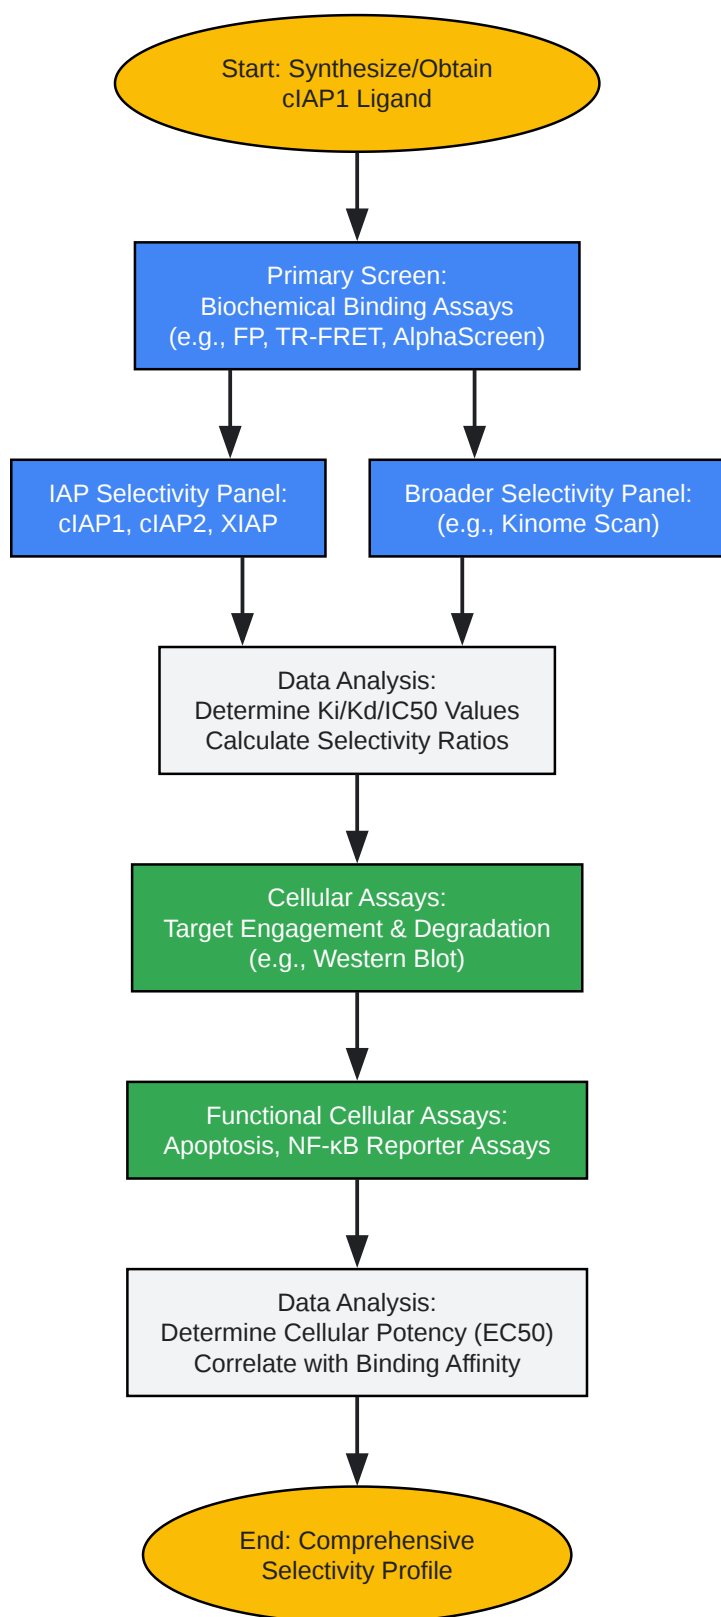 Start: Synthesize/Obtain
cIAP1 Ligand
Primary Screen:
Biochemical Binding Assays
(e.g., FP, TR-FRET, AlphaScreen)
IAP Selectivity Panel:
cIAP1, cIAP2, XIAP
Broader Selectivity Panel:
(e.g., Kinome Scan)
Data Analysis:
Determine Ki/Kd/IC50 Values
Calculate Selectivity Ratios
Cellular Assays:
Target Engagement & Degradation
(e.g., Western Blot)
Functional Cellular Assays:
Apoptosis, NF-κB Reporter Assays
Data Analysis:
Determine Cellular Potency (EC50)
Correlate with Binding Affinity
End: Comprehensive
Selectivity Profile